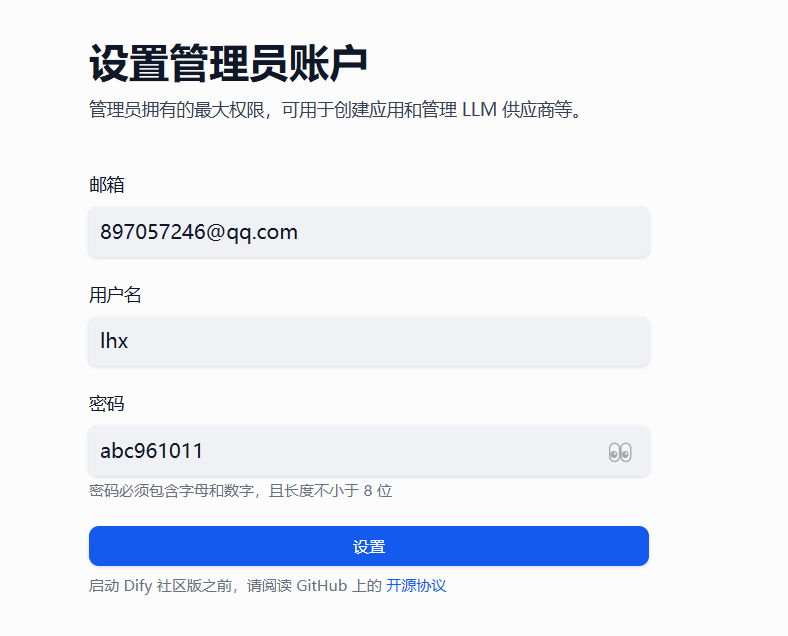 设置管理员账户
管理员拥有的最大权限，可用于创建应用和管理 LLM 供应商等。
邮箱
897057246@qq.com
用户名
lhx
密码
abc961011
密码必须包含字母和数字，且长度不小于 8 位
设置
启动 Dify 社区版之前，请阅读 GitHub 上的 开源协议